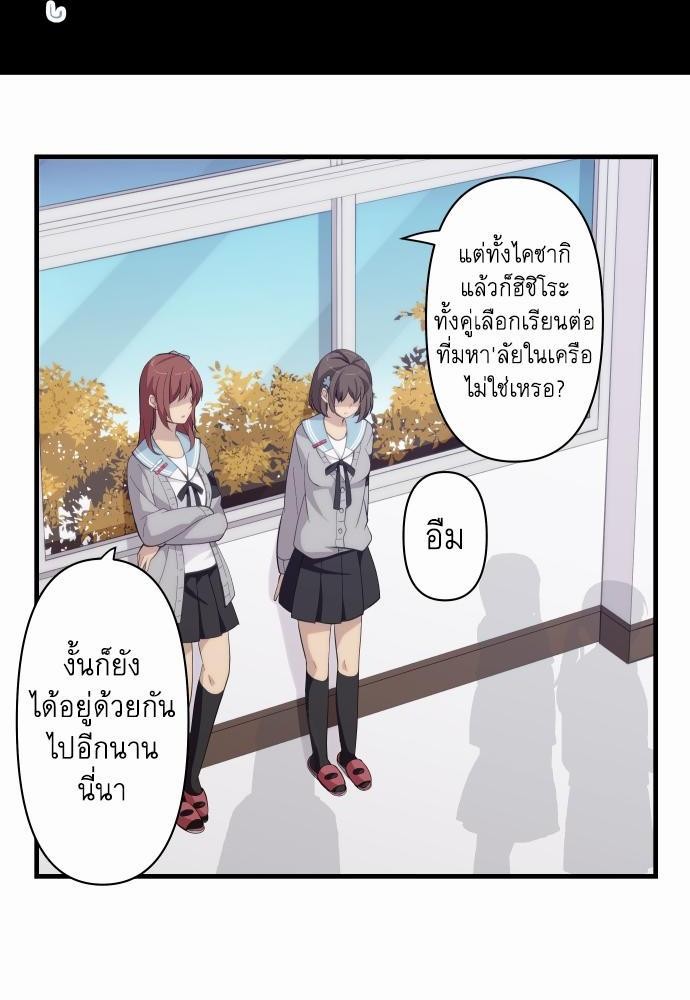 แต่ทั้งไคซากิ
แล้วก็ฮิชิโระ
ทั้งคู่เลือกเรียนต่อ
ที่มหา'ลัยในเครือ
ไม่ใช่เหรอ?
อืม
งั้นก็ยัง
ได้อยู่ด้วยกัน
ไปอีกนาน
นี่นา